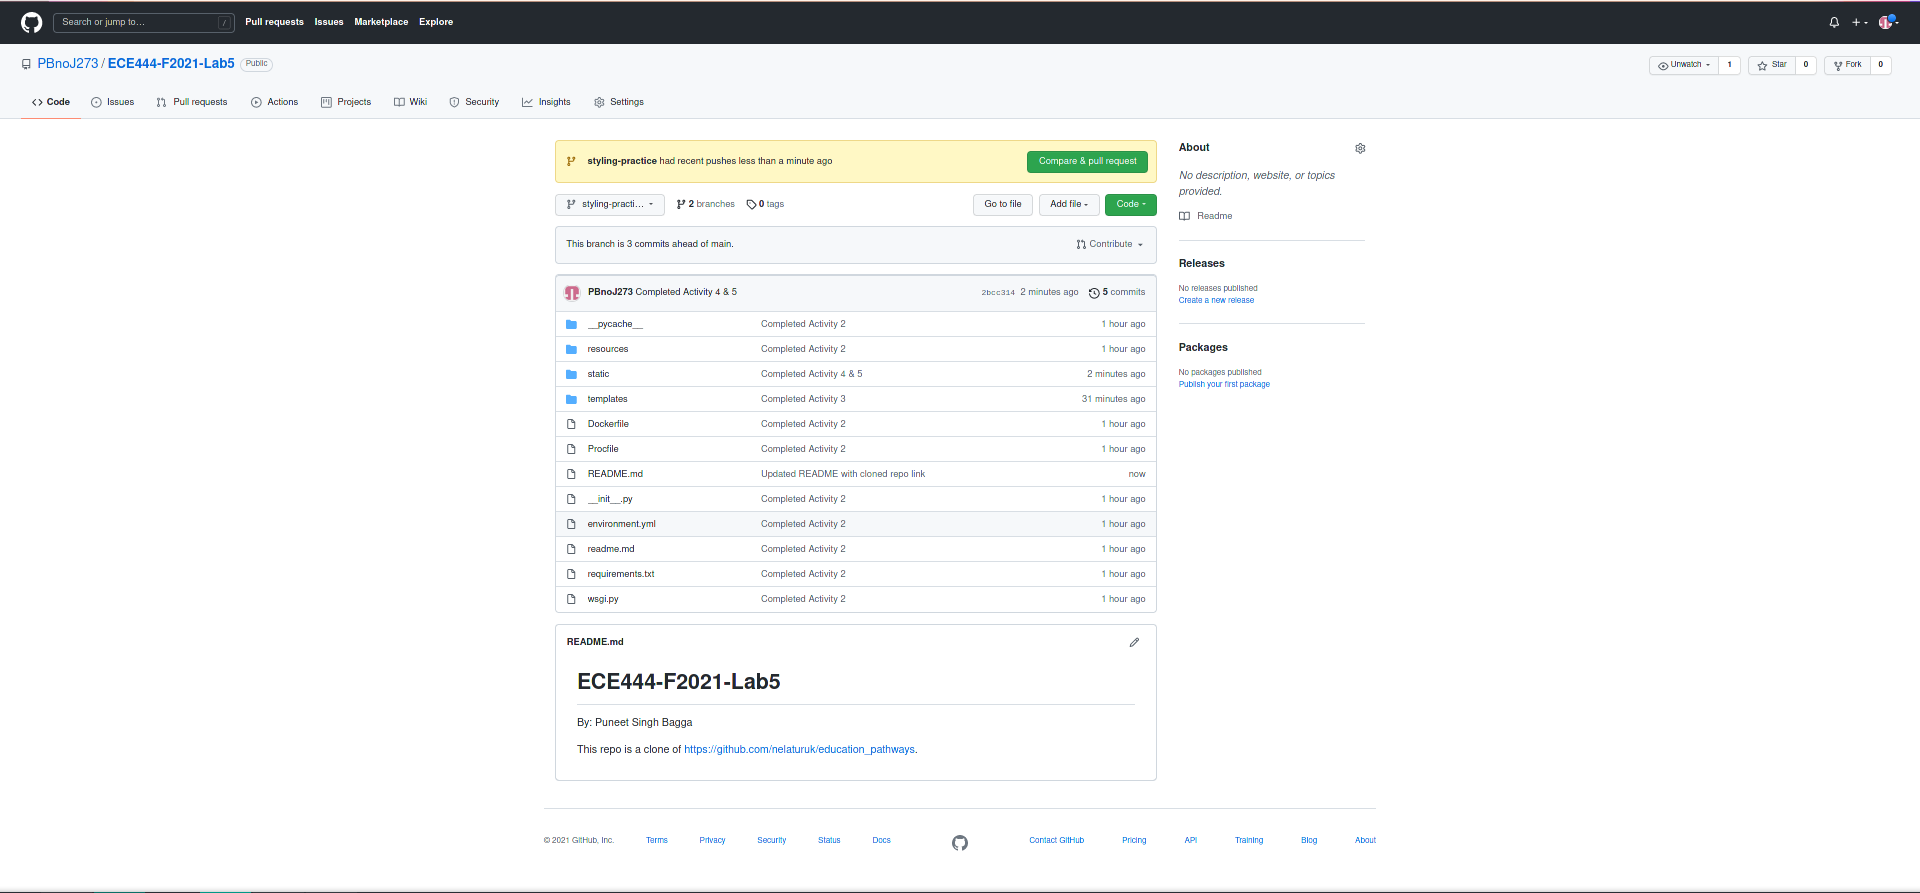 Search or jump to… /
Pull requests Issues Marketplace Explore
PBnoJ273 / ECE444-F2021-Lab5 Public
Unwatch 1 Star 0 Fork 0
Code Issues Pull requests Actions Projects Wiki Security Insights Settings
styling-practice had recent pushes less than a minute ago
Compare & pull request
styling-practi… 2 branches 0 tags
Go to file Add file Code
This branch is 3 commits ahead of main.
Contribute
PBnoJ273 Completed Activity 4 & 5 2bcc314 2 minutes ago 5 commits
__pycache__ Completed Activity 2 1 hour ago
resources Completed Activity 2 1 hour ago
static Completed Activity 4 & 5 2 minutes ago
templates Completed Activity 3 31 minutes ago
Dockerfile Completed Activity 2 1 hour ago
Procfile Completed Activity 2 1 hour ago
README.md Updated README with cloned repo link now
__init__.py Completed Activity 2 1 hour ago
environment.yml Completed Activity 2 1 hour ago
readme.md Completed Activity 2 1 hour ago
requirements.txt Completed Activity 2 1 hour ago
wsgi.py Completed Activity 2 1 hour ago
README.md
ECE444-F2021-Lab5
By: Puneet Singh Bagga
This repo is a clone of https://github.com/nelaturuk/education_pathways.
About
No description, website, or topics
provided.
Readme
Releases
No releases published
Create a new release
Packages
No packages published
Publish your first package
© 2021 GitHub, Inc. Terms Privacy Security Status Docs Contact GitHub Pricing API Training Blog About